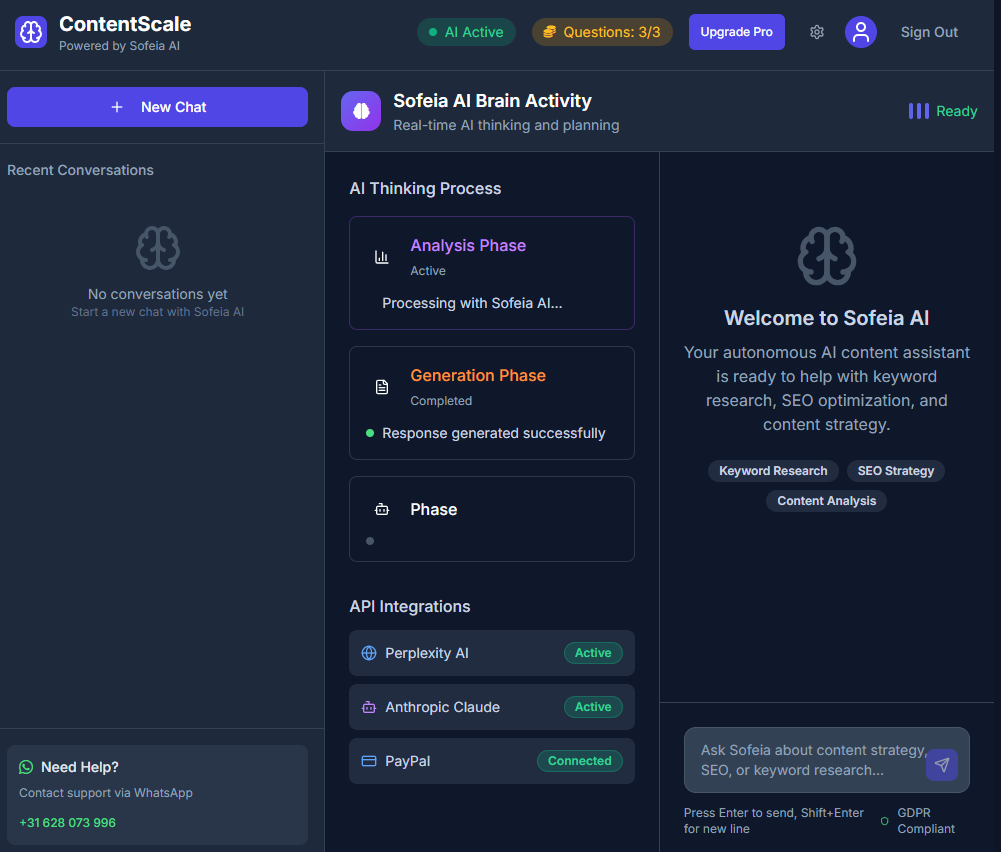 ContentScale
Powered by Sofeia AI
AI Active
Questions: 3/3
Upgrade Pro
Sign Out
New Chat
Recent Conversations
No conversations yet
Start a new chat with Sofeia AI
Need Help?
Contact support via WhatsApp
+31 628 073 996
Sofeia AI Brain Activity
Real-time AI thinking and planning
Ready
AI Thinking Process
Analysis Phase
Active
Processing with Sofeia AI...
Generation Phase
Completed
Response generated successfully
Phase
API Integrations
Perplexity AI
Active
Anthropic Claude
Active
PayPal
Connected
Welcome to Sofeia AI
Your autonomous AI content assistant
is ready to help with keyword
research, SEO optimization, and
content strategy.
Keyword Research
SEO Strategy
Content Analysis
Ask Sofeia about content strategy,
SEO, or keyword research...
Press Enter to send, Shift+Enter
for new line
GDPR
Compliant